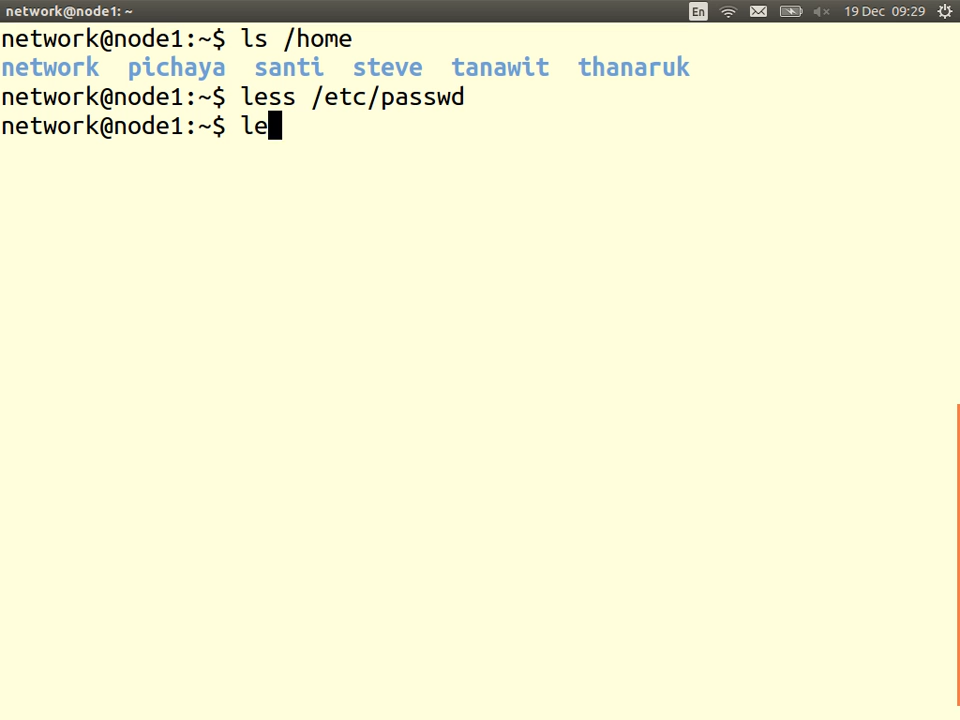 network@node1: ~ En 19 Dec 09:29
network@node1:~$ ls /home
network pichaya santi steve tanawit thanaruk
network@node1:~$ less /etc/passwd
network@node1:~$ le